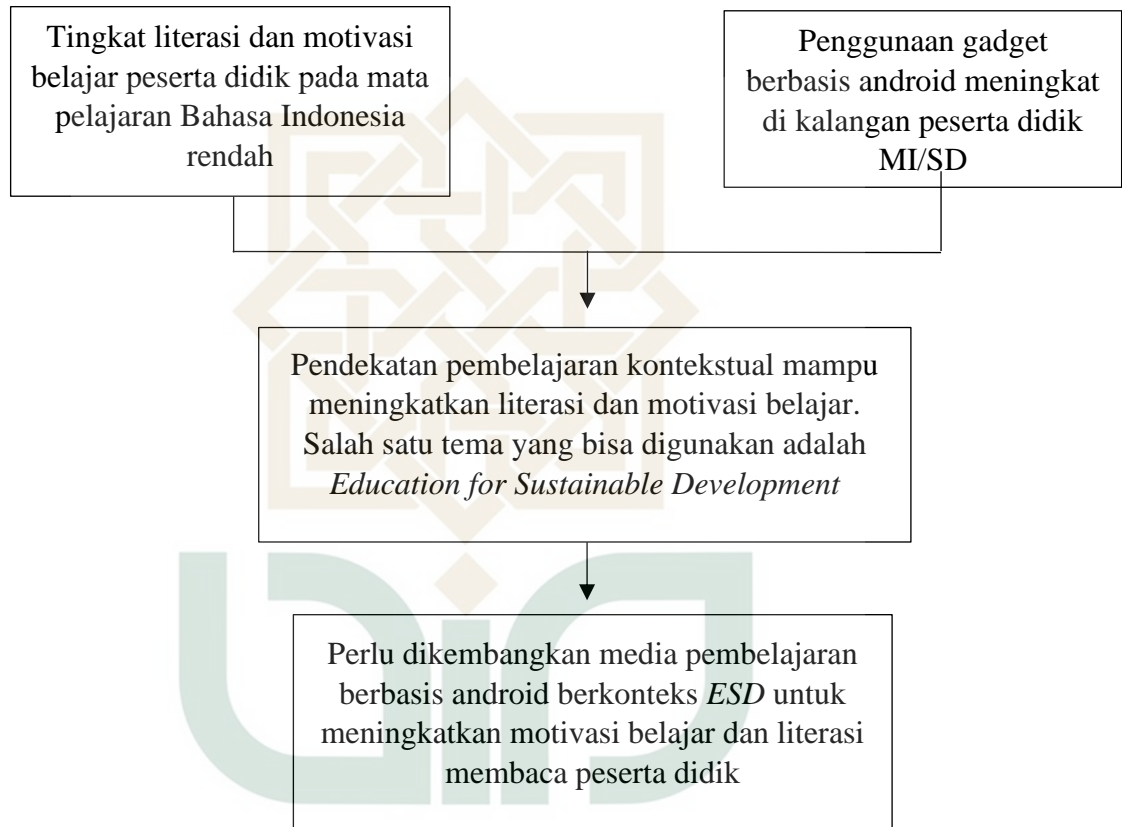 Tingkat literasi dan motivasi
belajar peserta didik pada mata
pelajaran Bahasa Indonesia
rendah
Penggunaan gadget
berbasis android meningkat
di kalangan peserta didik
MI/SD
Pendekatan pembelajaran kontekstual mampu
meningkatkan literasi dan motivasi belajar.
Salah satu tema yang bisa digunakan adalah
Education for Sustainable Development
Perlu dikembangkan media pembelajaran
berbasis android berkonteks ESD untuk
meningkatkan motivasi belajar dan literasi
membaca peserta didik